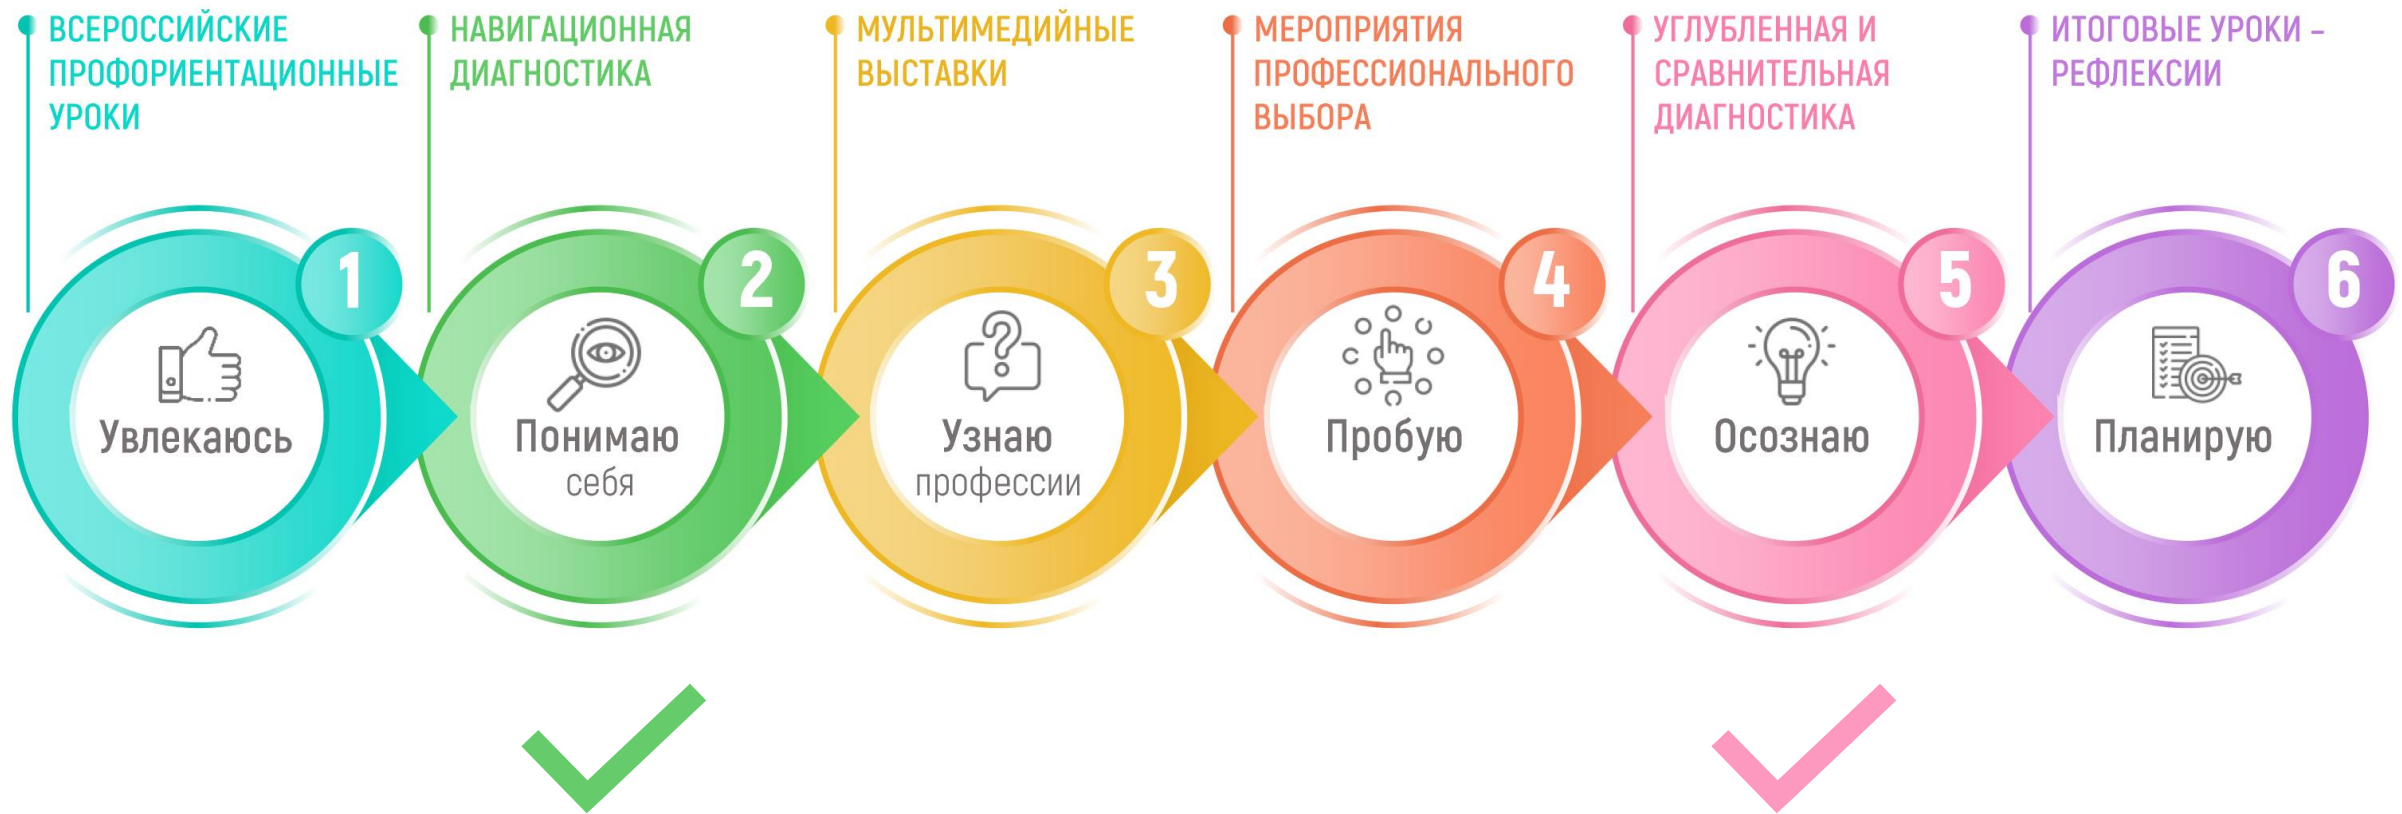 ВСЕРОССИЙСКИЕ
ПРОФОРИЕНТАЦИОННЫЕ
УРОКИ
1
Увлекаюсь
НАВИГАЦИОННАЯ
ДИАГНОСТИКА
2
Понимаю
себя
МУЛЬТИМЕДИЙНЫЕ
ВЫСТАВКИ
3
Узнаю
профессии
МЕРОПРИЯТИЯ
ПРОФЕССИОНАЛЬНОГО
ВЫБОРА
4
Пробую
УГЛУБЛЕННАЯ И
СРАВНИТЕЛЬНАЯ
ДИАГНОСТИКА
5
Осознаю
ИТОГОВЫЕ УРОКИ –
РЕФЛЕКСИИ
6
Планирую